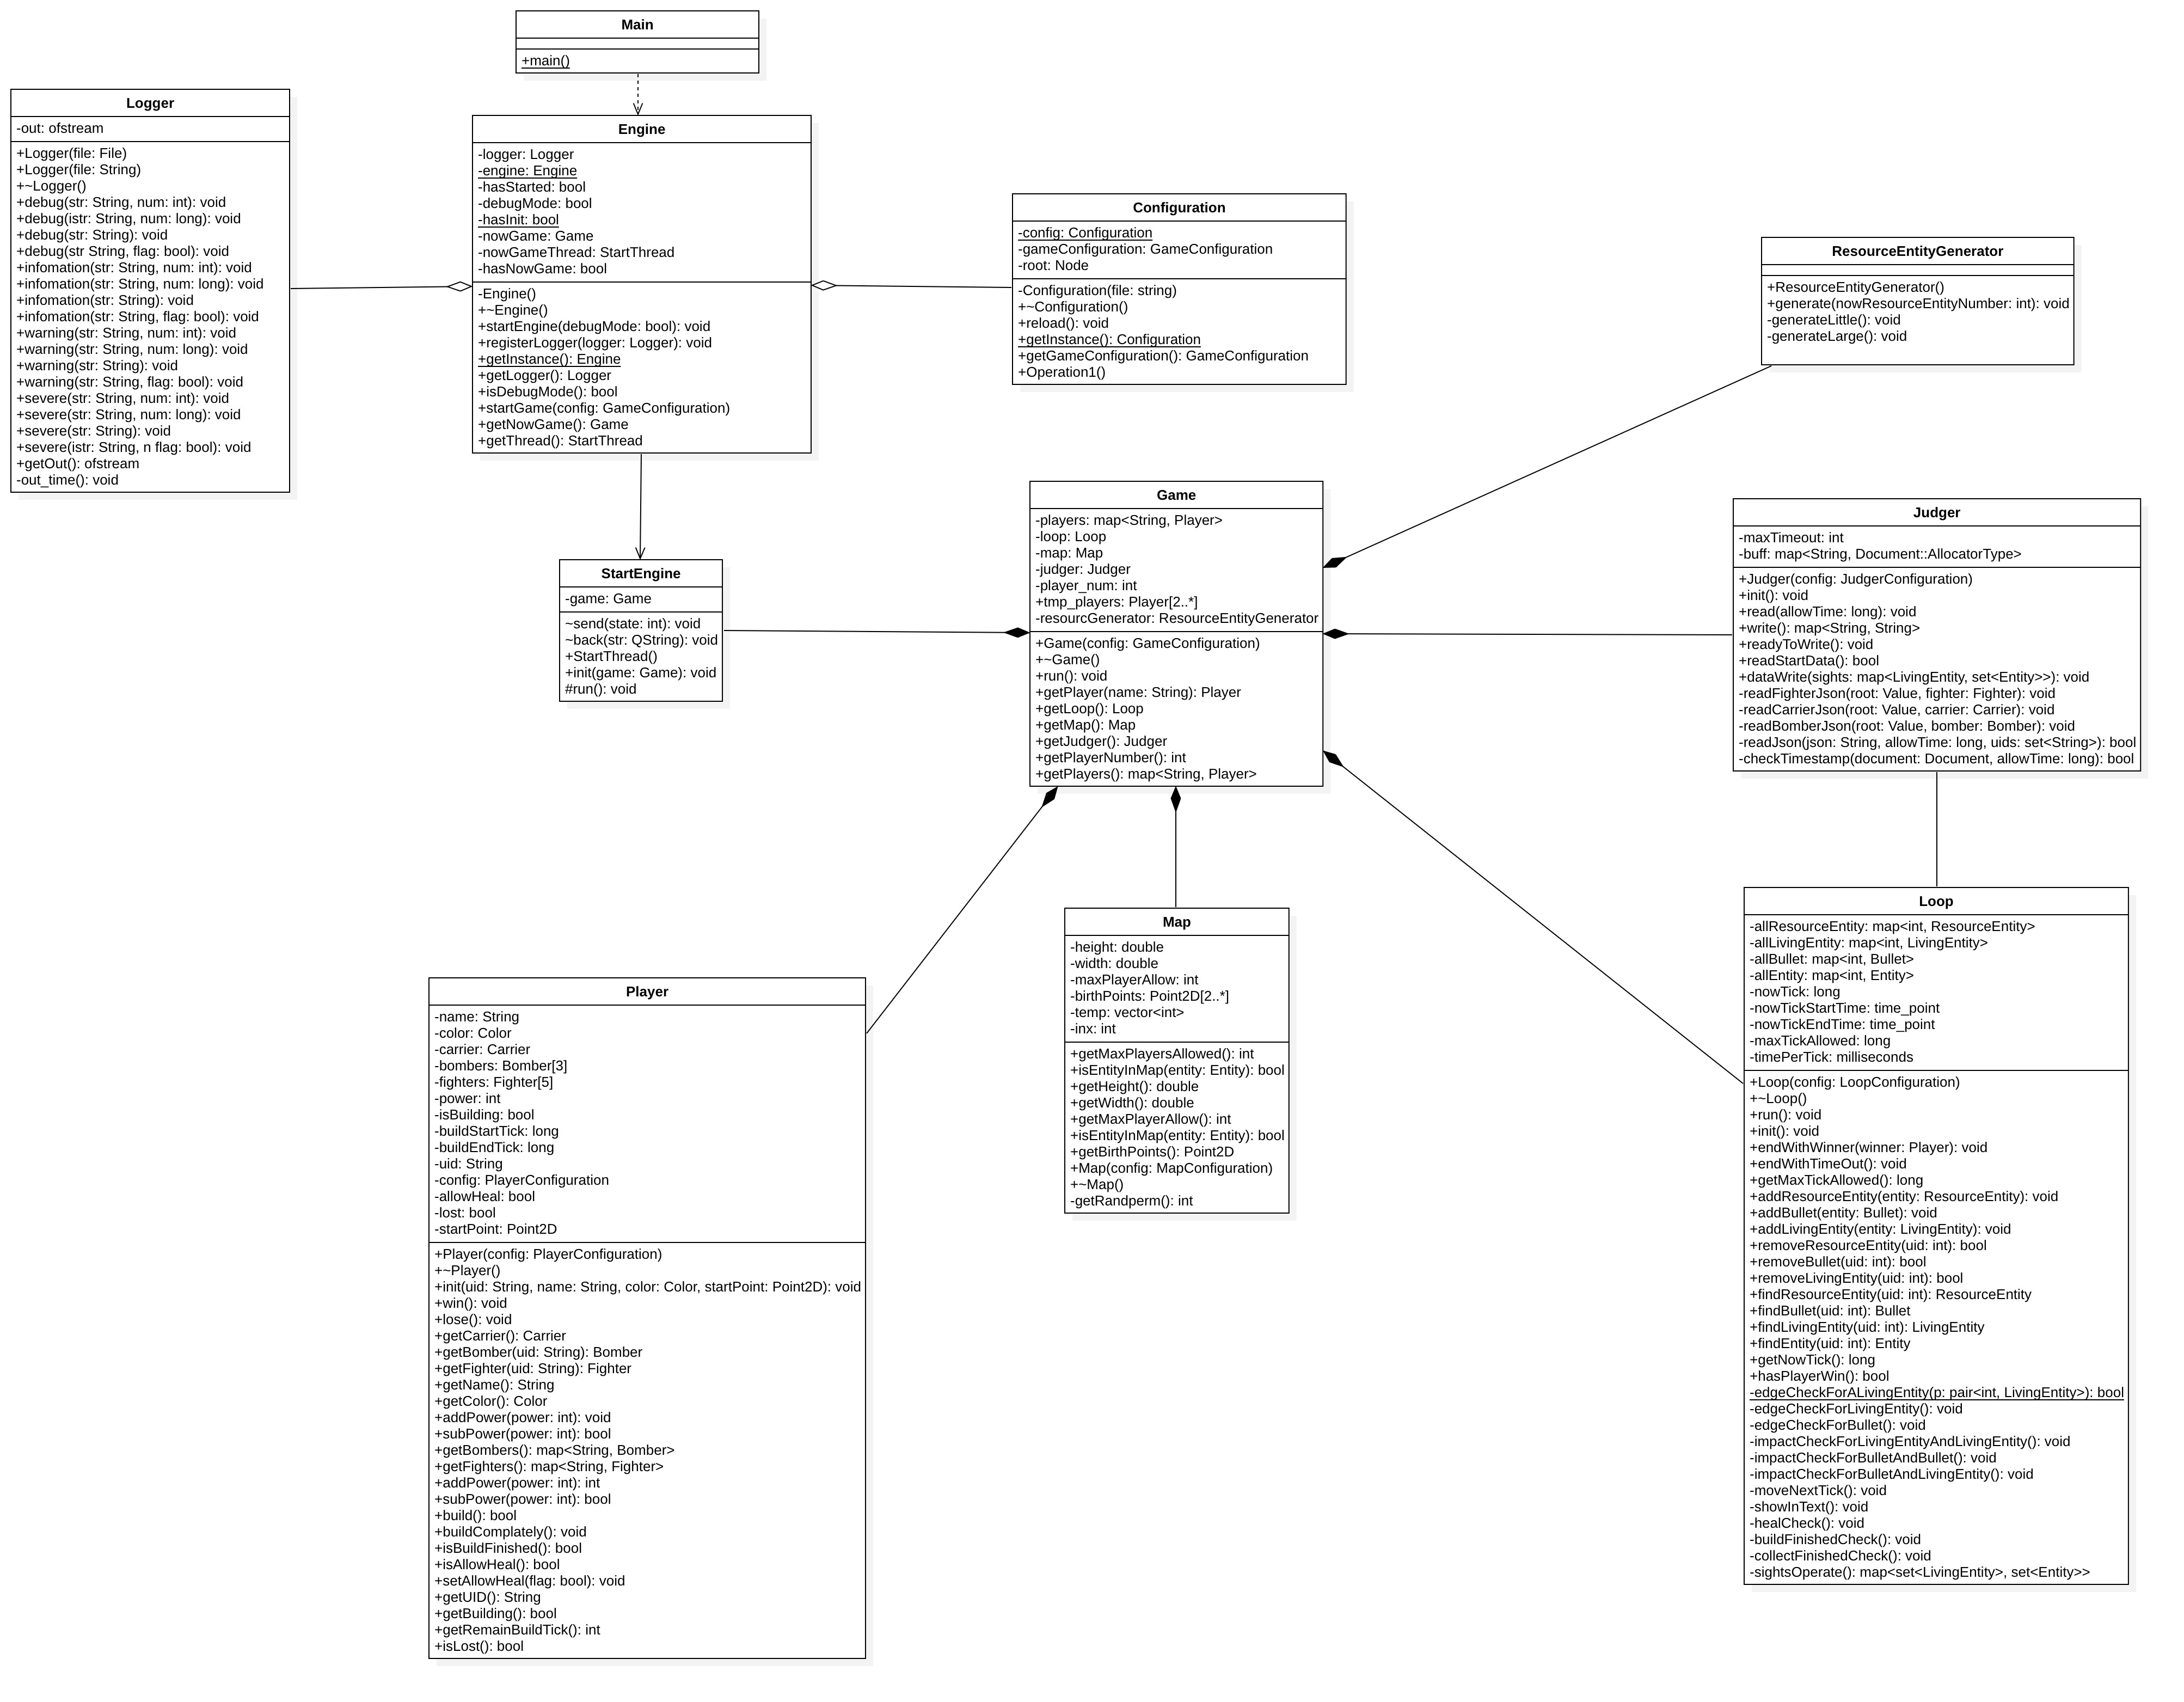 Main
+main()
Logger
-out: ofstream
+Logger(file: File)
+Logger(file: String)
+~Logger()
+debug(str: String, num: int): void
+debug(istr: String, num: long): void
+debug(str: String): void
+debug(str String, flag: bool): void
+infomation(str: String, num: int): void
+infomation(str: String, num: long): void
+infomation(str: String): void
+infomation(str: String, flag: bool): void
+warning(str: String, num: int): void
+warning(str: String, num: long): void
+warning(str: String): void
+warning(str: String, flag: bool): void
+severe(str: String, num: int): void
+severe(str: String, num: long): void
+severe(str: String): void
+severe(istr: String, n flag: bool): void
+getOut(): ofstream
-out_time(): void
Engine
-logger: Logger
-engine: Engine
-hasStarted: bool
-debugMode: bool
-hasInit: bool
-nowGame: Game
-nowGameThread: StartThread
-hasNowGame: bool
-Engine()
+~Engine()
+startEngine(debugMode: bool): void
+registerLogger(logger: Logger): void
+getInstance(): Engine
+getLogger(): Logger
+isDebugMode(): bool
+startGame(config: GameConfiguration)
+getNowGame(): Game
+getThread(): StartThread
Configuration
-config: Configuration
-gameConfiguration: GameConfiguration
-root: Node
-Configuration(file: string)
+~Configuration()
+reload(): void
+getInstance(): Configuration
+getGameConfiguration(): GameConfiguration
+Operation1()
ResourceEntityGenerator
+ResourceEntityGenerator()
+generate(nowResourceEntityNumber: int): void
-generateLittle(): void
-generateLarge(): void
StartEngine
-game: Game
~send(state: int): void
~back(str: QString): void
+StartThread()
+init(game: Game): void
#run(): void
Game
-players: map<String, Player>
-loop: Loop
-map: Map
-judger: Judger
-player_num: int
+tmp_players: Player[2..*]
-resourcGenerator: ResourceEntityGenerator
+Game(config: GameConfiguration)
+~Game()
+run(): void
+getPlayer(name: String): Player
+getLoop(): Loop
+getMap(): Map
+getJudger(): Judger
+getPlayerNumber(): int
+getPlayers(): map<String, Player>
Judger
-maxTimeout: int
-buff: map<String, Document::AllocatorType>
+Judger(config: JudgerConfiguration)
+init(): void
+read(allowTime: long): void
+write(): map<String, String>
+readyToWrite(): void
+readStartData(): bool
+dataWrite(sights: map<LivingEntity, set<Entity>>): void
-readFighterJson(root: Value, fighter: Fighter): void
-readCarrierJson(root: Value, carrier: Carrier): void
-readBomberJson(root: Value, bomber: Bomber): void
-readJson(json: String, allowTime: long, uids: set<String>): bool
-checkTimestamp(document: Document, allowTime: long): bool
Player
-name: String
-color: Color
-carrier: Carrier
-bombers: Bomber[3]
-fighters: Fighter[5]
-power: int
-isBuilding: bool
-buildStartTick: long
-buildEndTick: long
-uid: String
-config: PlayerConfiguration
-allowHeal: bool
-lost: bool
-startPoint: Point2D
+Player(config: PlayerConfiguration)
+~Player()
+init(uid: String, name: String, color: Color, startPoint: Point2D): void
+win(): void
+lose(): void
+getCarrier(): Carrier
+getBomber(uid: String): Bomber
+getFighter(uid: String): Fighter
+getName(): String
+getColor(): Color
+addPower(power: int): void
+subPower(power: int): bool
+getBombers(): map<String, Bomber>
+getFighters(): map<String, Fighter>
+addPower(power: int): int
+subPower(power: int): bool
+build(): bool
+buildComplately(): void
+isBuildFinished(): bool
+isAllowHeal(): bool
+setAllowHeal(flag: bool): void
+getUID(): String
+getBuilding(): bool
+getRemainBuildTick(): int
+isLost(): bool
Map
-height: double
-width: double
-maxPlayerAllow: int
-birthPoints: Point2D[2..*]
-temp: vector<int>
-inx: int
+getMaxPlayersAllowed(): int
+isEntityInMap(entity: Entity): bool
+getHeight(): double
+getWidth(): double
+getMaxPlayerAllow(): int
+isEntityInMap(entity: Entity): bool
+getBirthPoints(): Point2D
+Map(config: MapConfiguration)
+~Map()
-getRandperm(): int
Loop
-allResourceEntity: map<int, ResourceEntity>
-allLivingEntity: map<int, LivingEntity>
-allBullet: map<int, Bullet>
-allEntity: map<int, Entity>
-nowTick: long
-nowTickStartTime: time_point
-nowTickEndTime: time_point
-maxTickAllowed: long
-timePerTick: milliseconds
+Loop(config: LoopConfiguration)
+~Loop()
+run(): void
+init(): void
+endWithWinner(winner: Player): void
+endWithTimeOut(): void
+getMaxTickAllowed(): long
+addResourceEntity(entity: ResourceEntity): void
+addBullet(entity: Bullet): void
+addLivingEntity(entity: LivingEntity): void
+removeResourceEntity(uid: int): bool
+removeBullet(uid: int): bool
+removeLivingEntity(uid: int): bool
+findResourceEntity(uid: int): ResourceEntity
+findBullet(uid: int): Bullet
+findLivingEntity(uid: int): LivingEntity
+findEntity(uid: int): Entity
+getNowTick(): long
+hasPlayerWin(): bool
-edgeCheckForALivingEntity(p: pair<int, LivingEntity>): bool
-edgeCheckForLivingEntity(): void
-edgeCheckForBullet(): void
-impactCheckForLivingEntityAndLivingEntity(): void
-impactCheckForBulletAndBullet(): void
-impactCheckForBulletAndLivingEntity(): void
-moveNextTick(): void
-showInText(): void
-healCheck(): void
-buildFinishedCheck(): void
-collectFinishedCheck(): void
-sightsOperate(): map<set<LivingEntity>, set<Entity>>